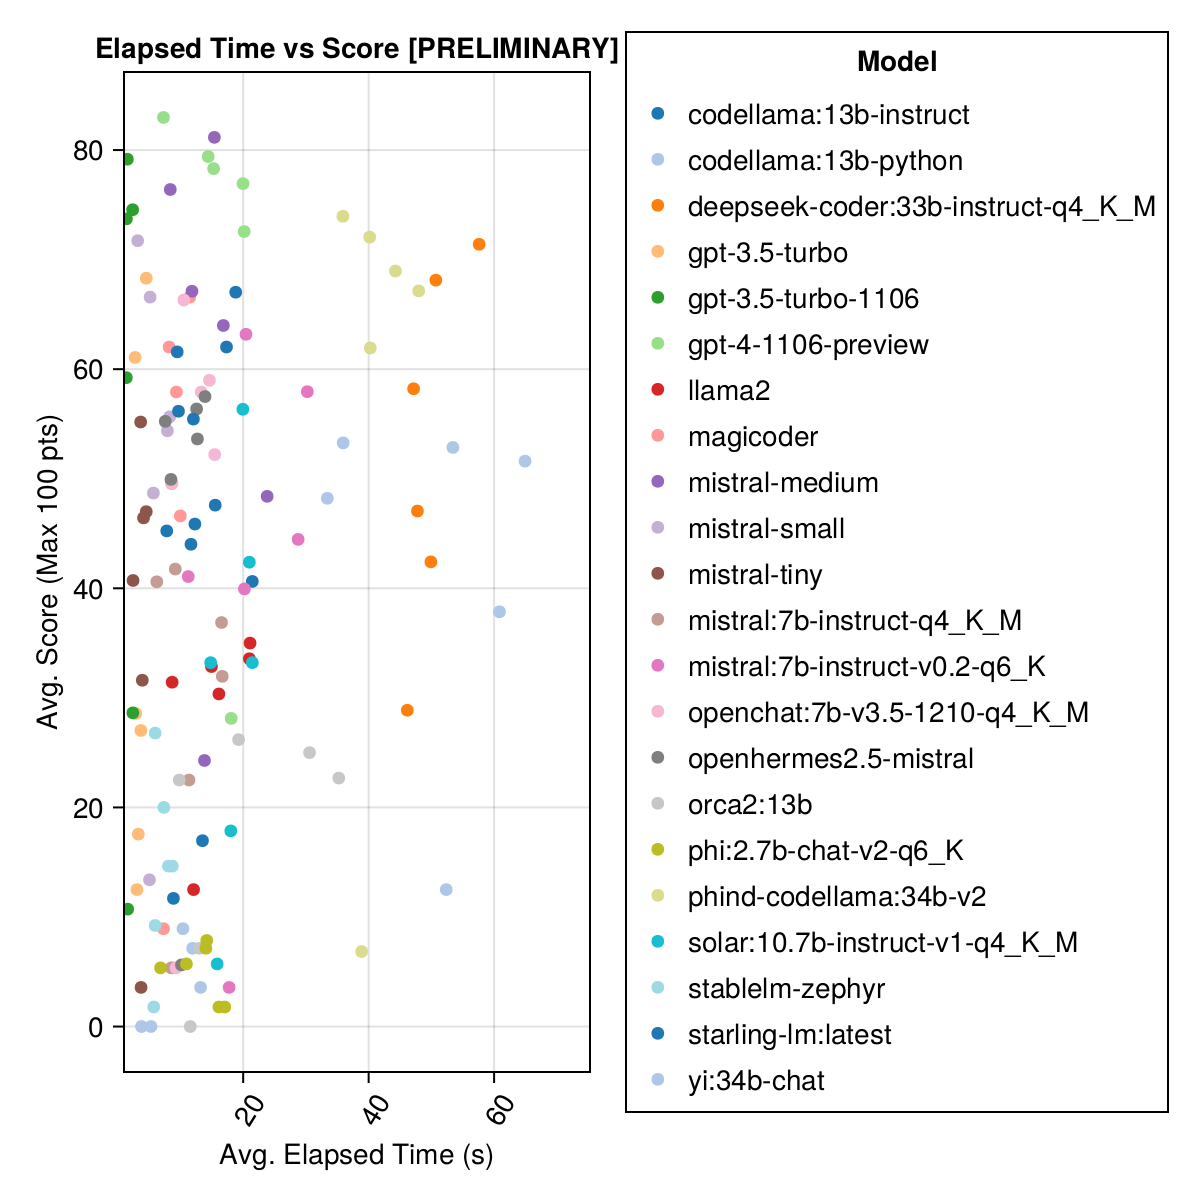 Elapsed Time vs Score [PRELIMINARY]
Avg. Score (Max 100 pts)
80
60
40
20
0
20
40
60
Avg. Elapsed Time (s)
Model
codellama:13b-instruct
codellama:13b-python
deepseek-coder:33b-instruct-q4_K_M
gpt-3.5-turbo
gpt-3.5-turbo-1106
gpt-4-1106-preview
llama2
magicoder
mistral-medium
mistral-small
mistral-tiny
mistral:7b-instruct-q4_K_M
mistral:7b-instruct-v0.2-q6_K
openchat:7b-v3.5-1210-q4_K_M
openhermes2.5-mistral
orca2:13b
phi:2.7b-chat-v2-q6_K
phind-codellama:34b-v2
solar:10.7b-instruct-v1-q4_K_M
stablelm-zephyr
starling-lm:latest
yi:34b-chat